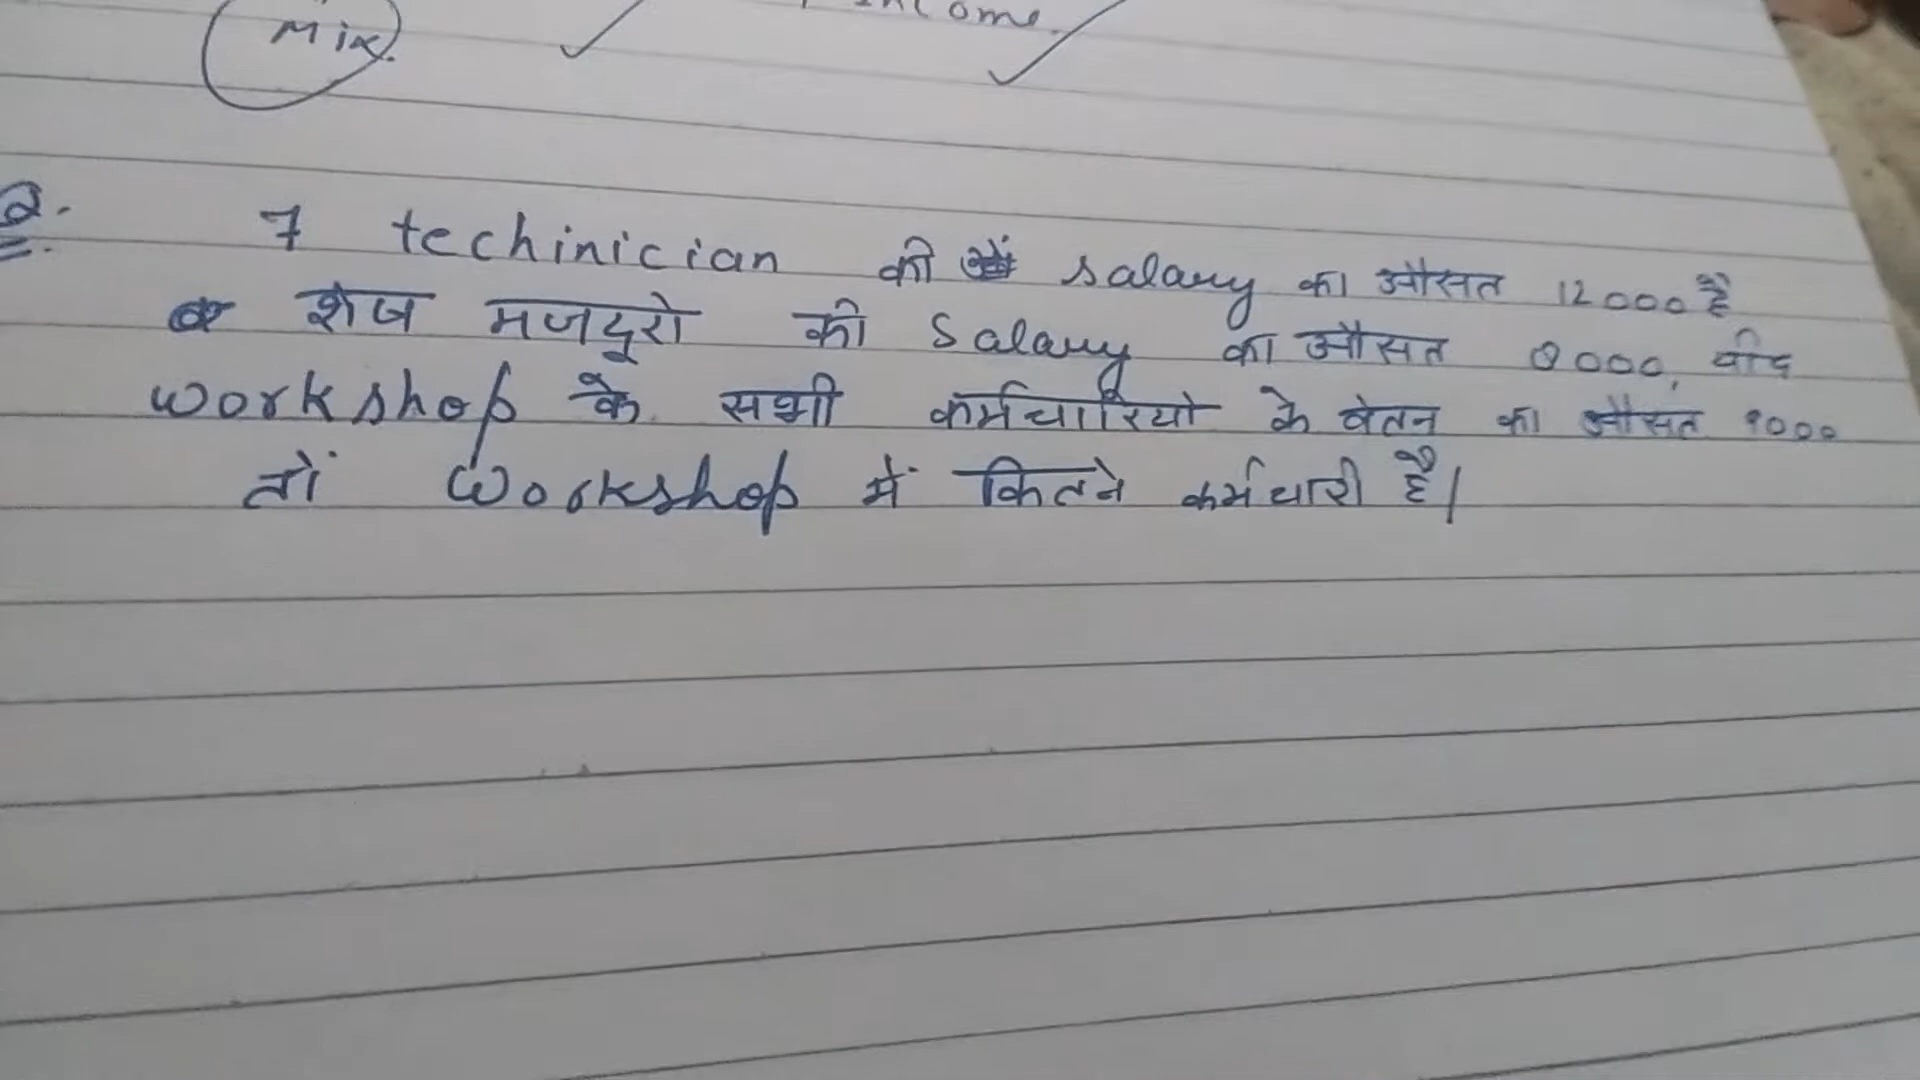 Mix.
Income.
Q. 7 techinician की salary का औसत 12000 है
शेष मजदूरो की Salary का औसत 8000, यदि
workshop के सभी कर्मचारियो के वेतन का औसत 9000
तों Workshop में कितने कर्मचारी है।